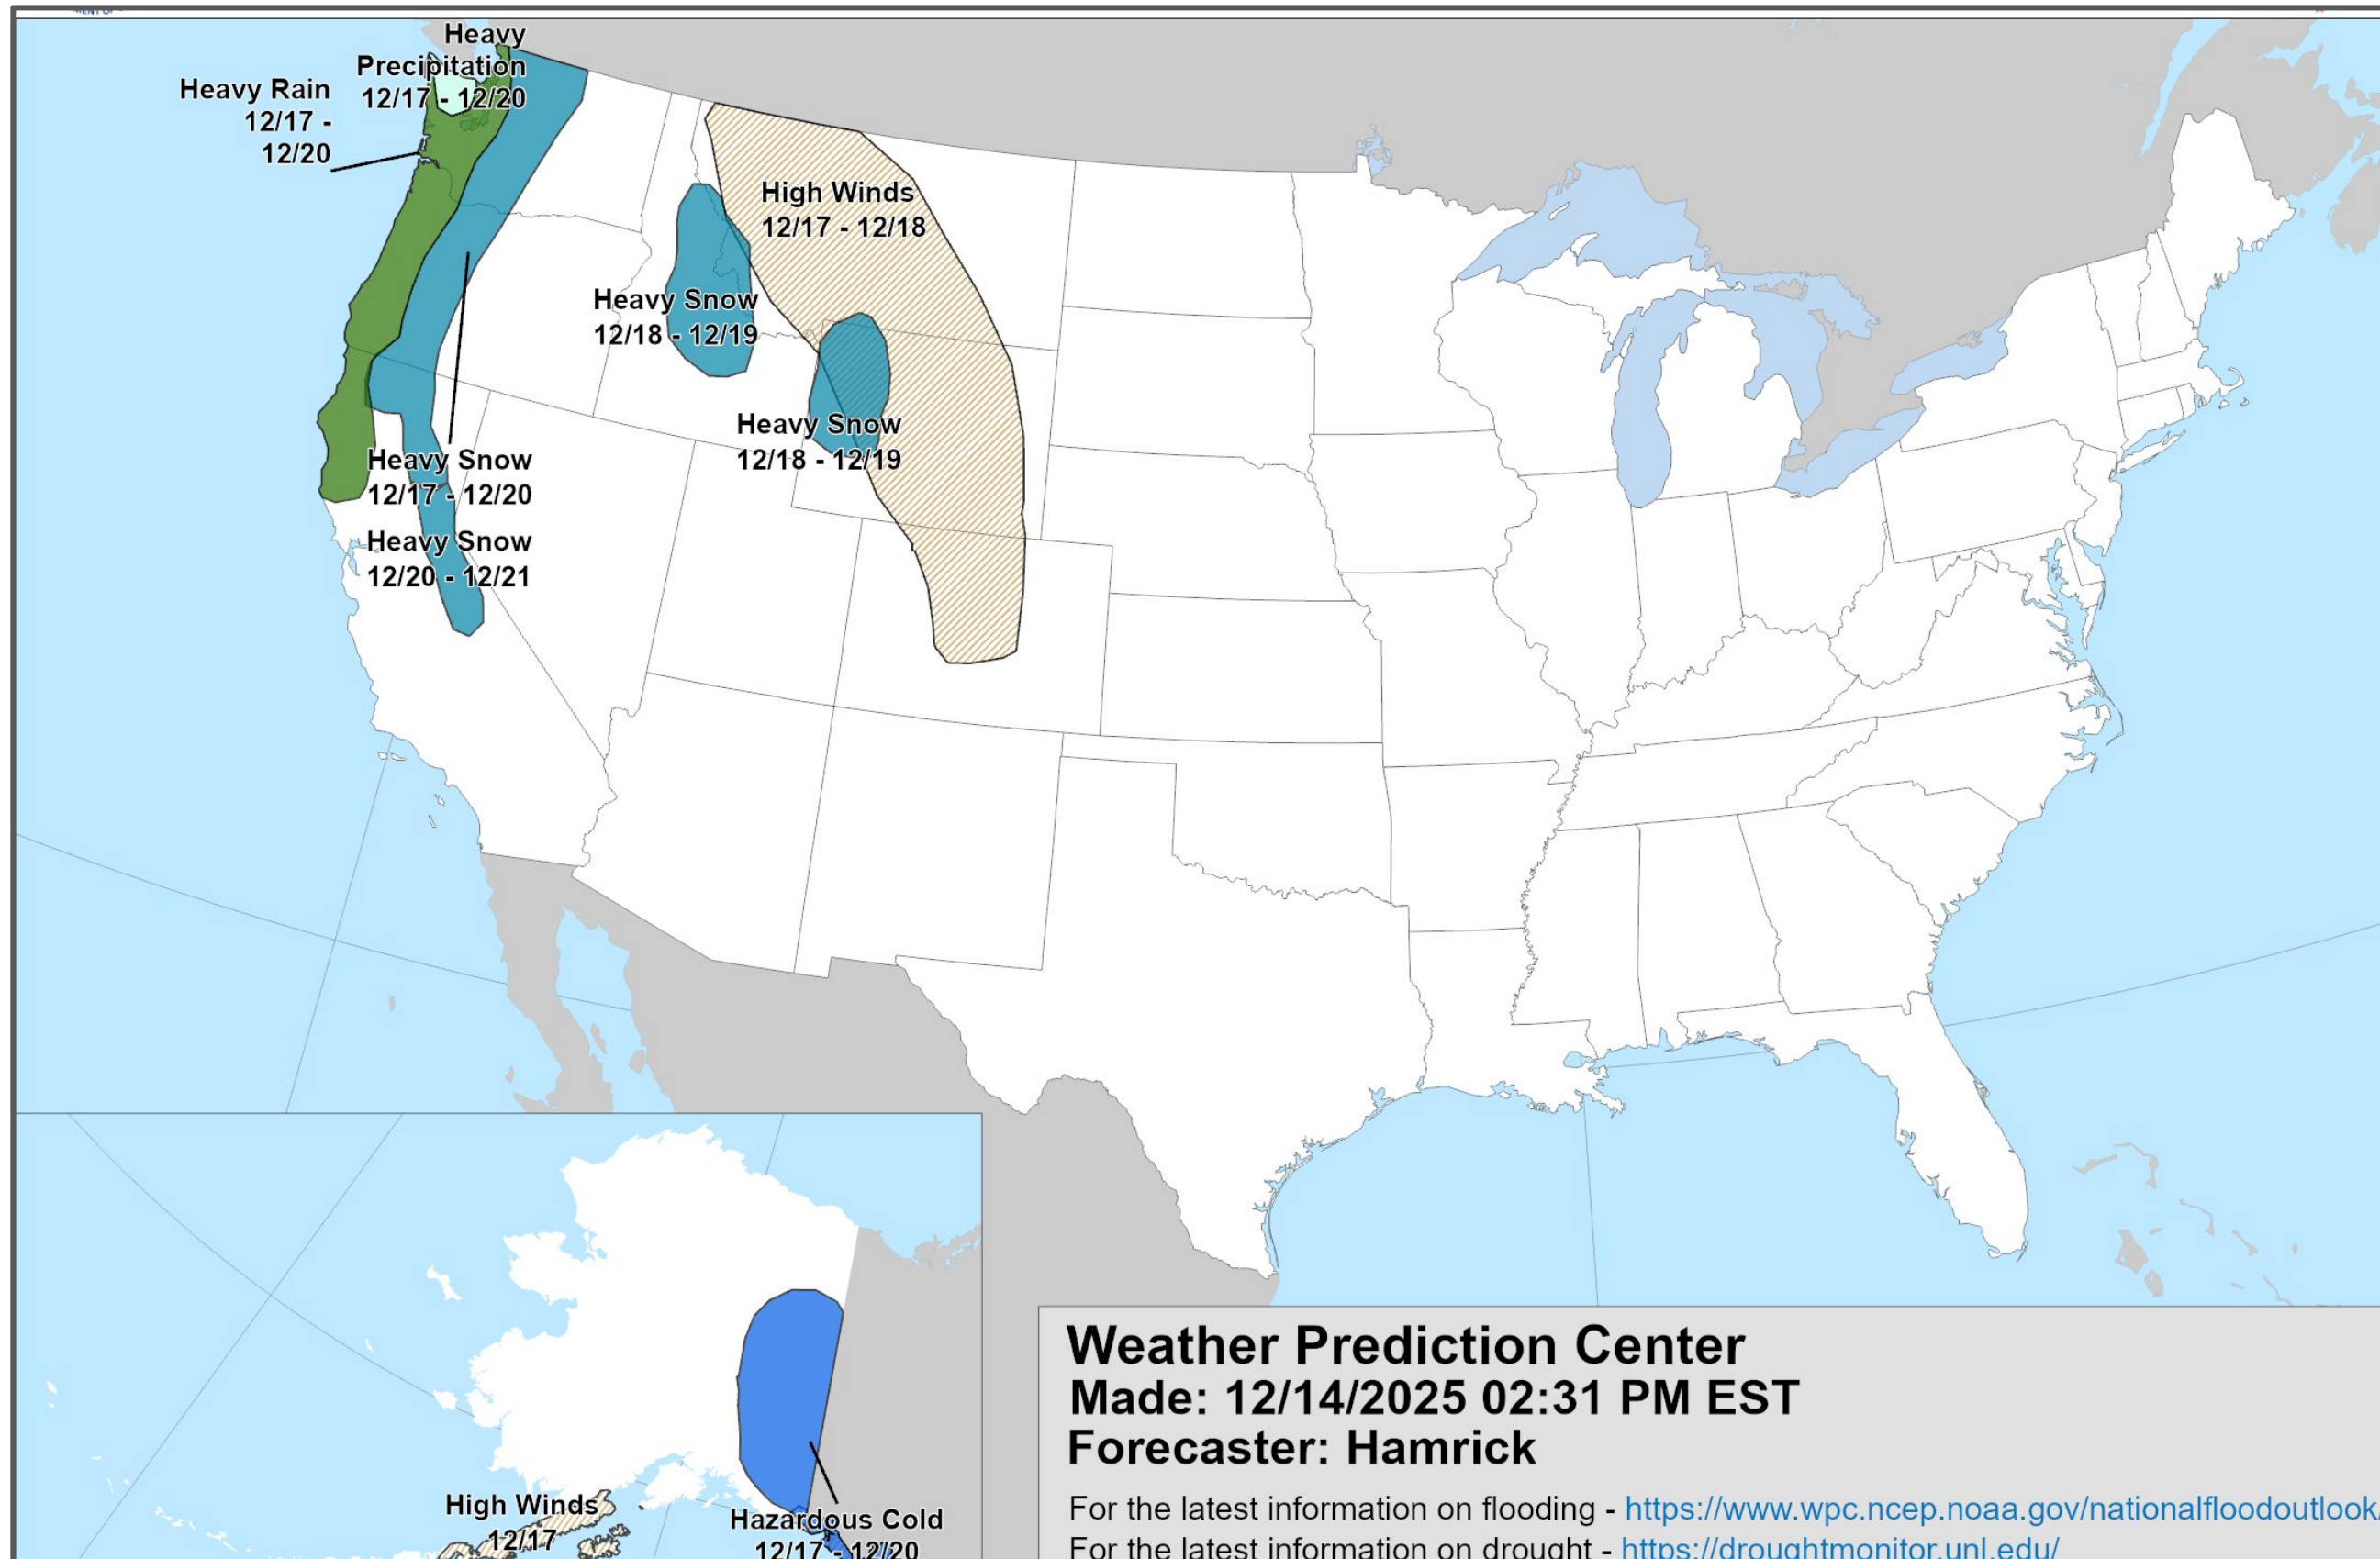 Heavy
Precipitation
12/17 - 12/20
Heavy Rain
12/17 -
12/20
High Winds
12/17 - 12/18
Heavy Snow
12/18 - 12/19
Heavy Snow
12/18 - 12/19
Heavy Snow
12/17 - 12/20
Heavy Snow
12/20 - 12/21
High Winds
12/17
Hazardous Cold
12/17 - 12/20
Weather Prediction Center
Made: 12/14/2025 02:31 PM EST
Forecaster: Hamrick
For the latest information on flooding - https://www.wpc.ncep.noaa.gov/nationalfloodoutlook/
For the latest information on drought - https://droughtmonitor.unl.edu/